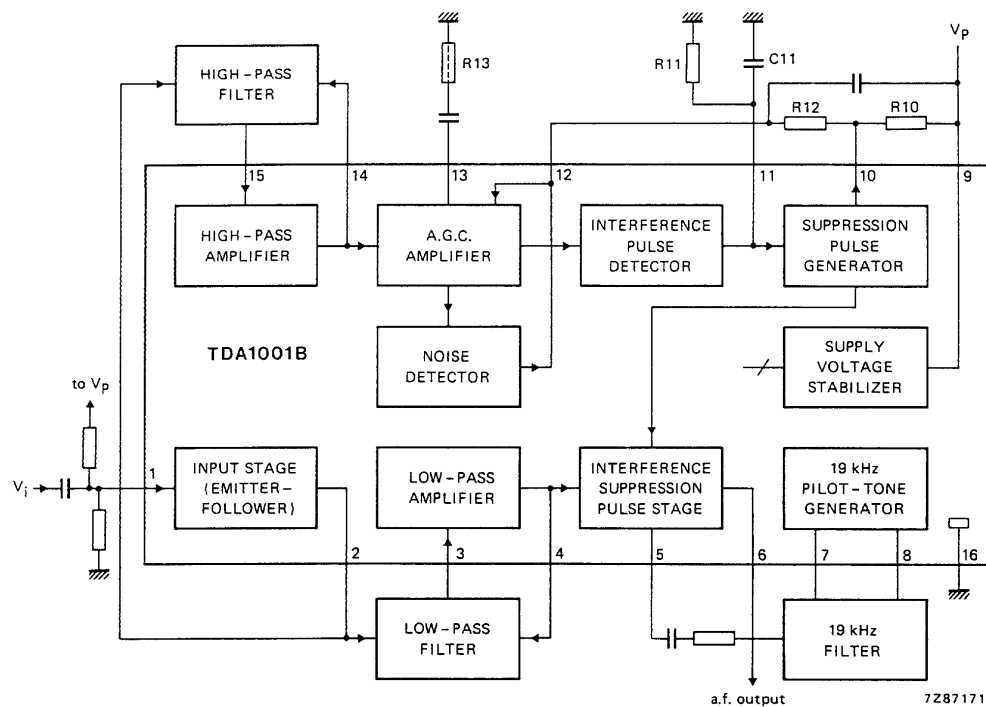 HIGH-PASS
FILTER
R13
R11
C11
Vp
R12
R10
15
14
13
12
11
10
9
HIGH-PASS
AMPLIFIER
A.G.C.
AMPLIFIER
INTERFERENCE
PULSE
DETECTOR
SUPPRESSION
PULSE
GENERATOR
TDA1001B
NOISE
DETECTOR
SUPPLY
VOLTAGE
STABILIZER
to Vp
Vi
1
INPUT STAGE
(EMITTER-
FOLLOWER)
LOW-PASS
AMPLIFIER
INTERFERENCE
SUPPRESSION
PULSE STAGE
19 kHz
PILOT-TONE
GENERATOR
2
3
4
5
6
7
8
16
LOW-PASS
FILTER
19 kHz
FILTER
a.f. output
7Z87171